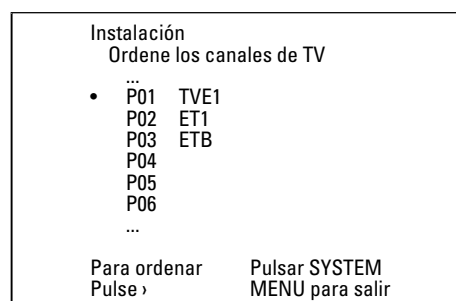 Instalación
Ordene los canales de TV
...
• P01 TVE1
P02 ET1
P03 ETB
P04
P05
P06
...
Para ordenar Pulsar SYSTEM
Pulse › MENU para salir